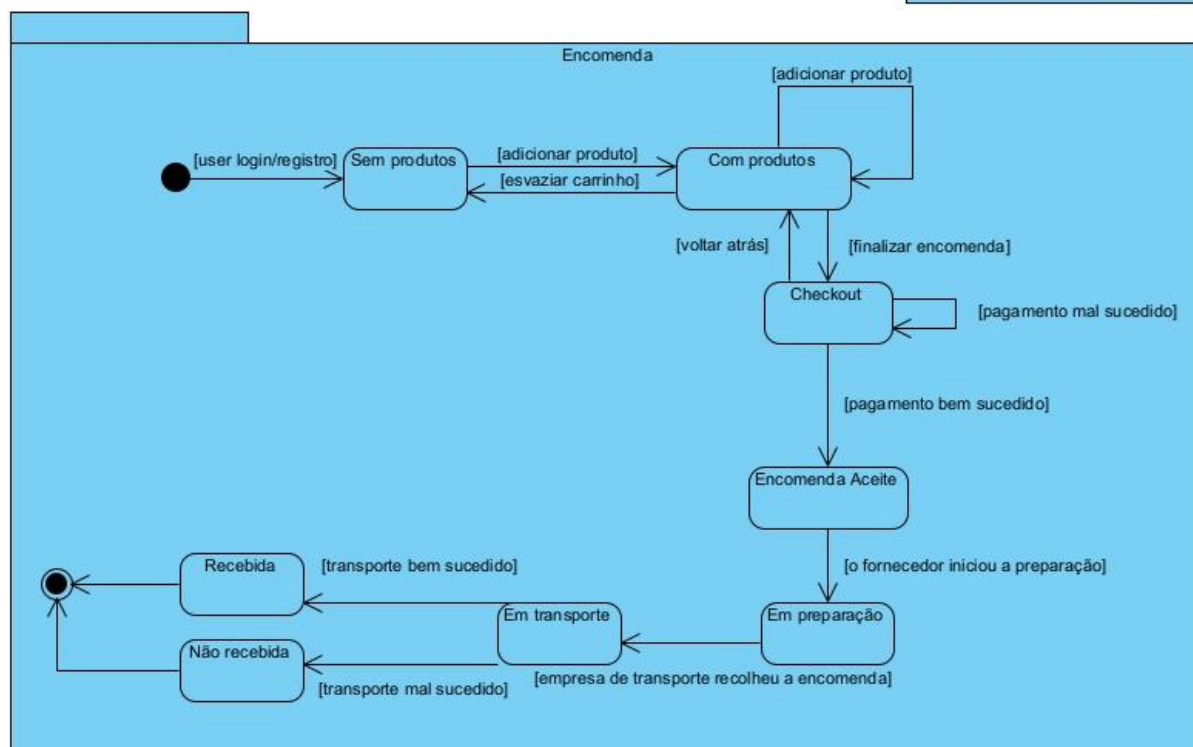 Encomenda
[adicionar produto]
[user login/registro]
Sem produtos
[adicionar produto]
[esvaziar carrinho]
Com produtos
[voltar atrás]
[finalizar encomenda]
Checkout
[pagamento mal sucedido]
[pagamento bem sucedido]
Encomenda Aceite
[o fornecedor iniciou a preparação]
Recebida
[transporte bem sucedido]
Em transporte
Em preparação
Não recebida
[transporte mal sucedido]
[empresa de transporte recolheu a encomenda]